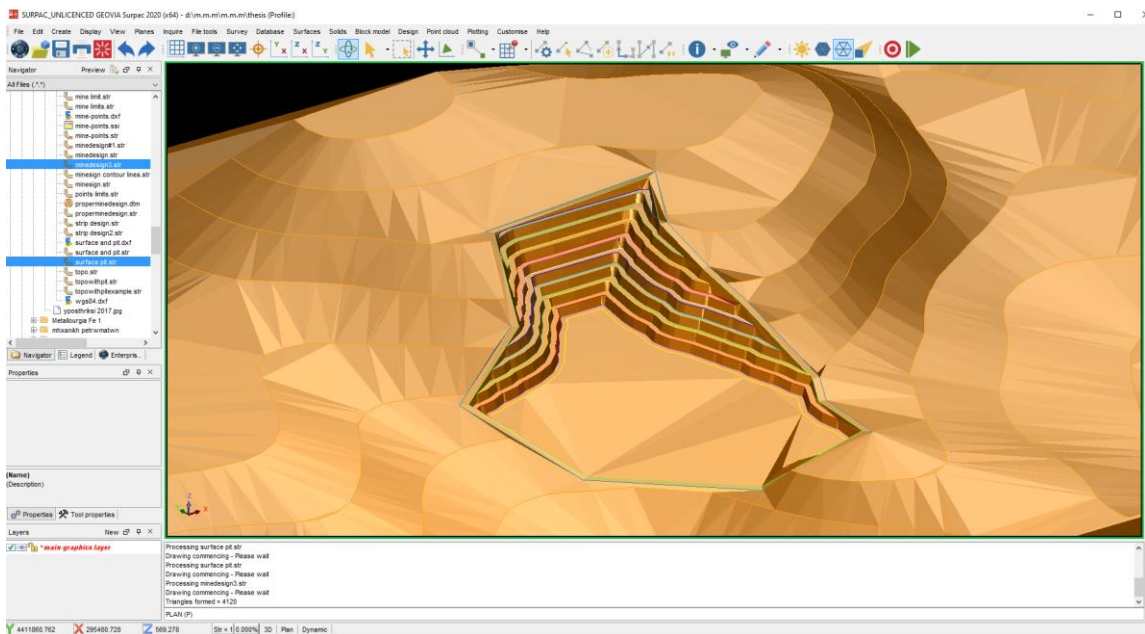 SURPAC_UNLICENCED GEOVIA Surpac 2020 (x64) - d:\m.m.m\m.m.m\thesis (Profile:)
File Edit Create Display View Planes Inquire File tools Survey Database Surfaces Solids Block model Design Point cloud Plotting Customise Help
Navigator Preview
All Files (*.*)
mine limit.str
mine limits.str
mine-points.dxf
mine-points.ssi
mine-points.str
minedesign#1.str
minedesign.str
minedesign3.str
minesign contour lines.str
minesign.str
points limits.str
properminedesign.dtm
properminedesign.str
strip design.str
strip design2.str
surface and pit.dxf
surface and pit.str
surface pit.str
topo.str
topowithpit.str
topowithpitexample.str
wgs84.dxf
yposthriksi 2017.jpg
Metallourgia Fe 1
mhxanikh petrwmatwn
Navigator Legend Enterpris...
Properties
(Name)
(Description)
Properties Tool properties
Layers New
*main graphics layer
Z
X
Processing surface pit.str
Drawing commencing - Please wait
Processing surface pit.str
Drawing commencing - Please wait
Processing minedesign3.str
Drawing commencing - Please wait
Triangles formed = 4120
PLAN (P)
Y 4411860.762 X 295480.728 Z 569.278 Str = 1 0.000% 3D Plan Dynamic